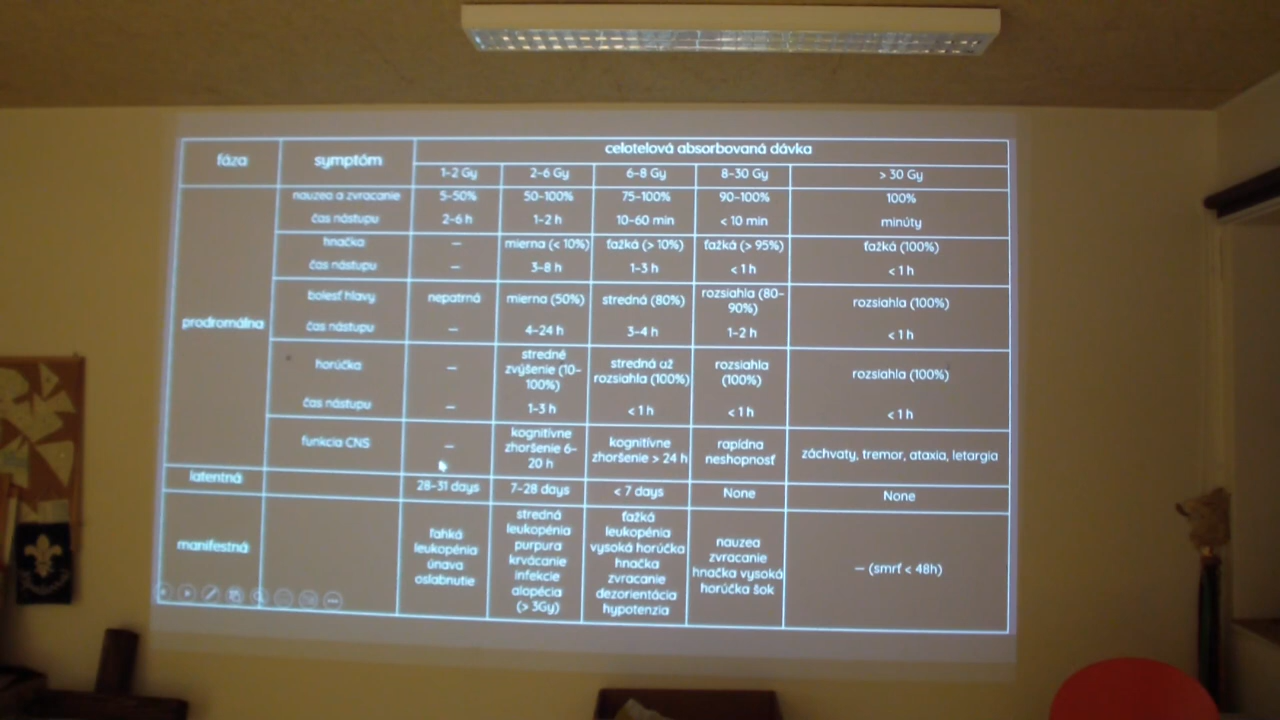 fáza symptóm celotelová absorbovaná dávka
1-2 Gy 2-6 Gy 6-8 Gy 8-30 Gy > 30 Gy
prodromálna
nauzea a zvracanie 5-50% 50-100% 75-100% 90-100% 100%
čas nástupu 2-6 h 1-2 h 10-60 min < 10 min minúty
hnačka — mierna (< 10%) ťažká (> 10%) ťažká (> 95%) ťažká (100%)
čas nástupu — 3-8 h 1-3 h < 1 h < 1 h
bolesť hlavy nepatrná mierna (50%) stredná (80%) rozsiahla (80-90%) rozsiahla (100%)
čas nástupu — 4-24 h 3-4 h 1-2 h < 1 h
horúčka — stredné zvýšenie (10-100%) stredná až rozsiahla (100%) rozsiahla (100%) rozsiahla (100%)
čas nástupu — 1-3 h < 1 h < 1 h < 1 h
funkcia CNS — kognitívne zhoršenie 6-20 h kognitívne zhoršenie > 24 h rapídna neshopnosť záchvaty, tremor, ataxia, letargia
latentná 28-31 days 7-28 days < 7 days None None
manifestná
ľahká
leukopénia
únava
oslabnutie
stredná
leukopénia
purpura
krvácanie
infekcie
alopécia
(> 3Gy)
ťažká
leukopénia
vysoká horúčka
hnačka
zvracanie
dezorientácia
hypotenzia
nauzea
zvracanie
hnačka vysoká
horúčka šok
— (smrť < 48h)